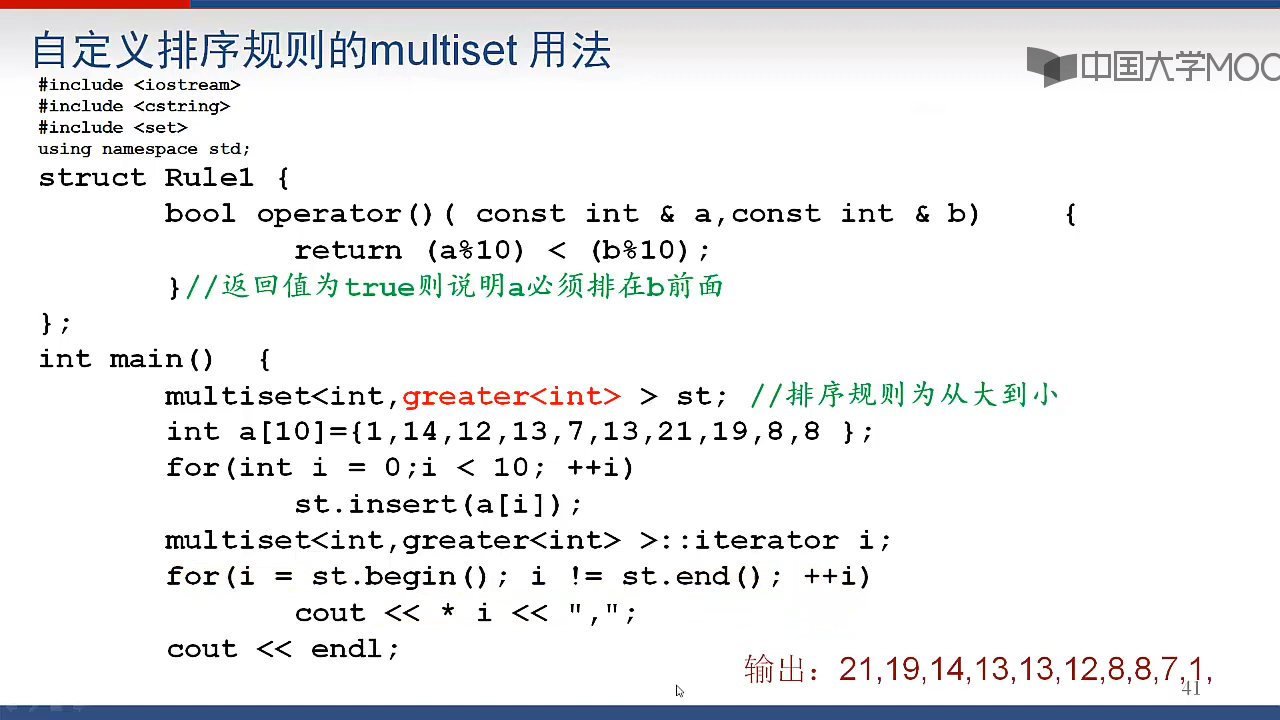 自定义排序规则的multiset 用法
中国大学MOO
#include <iostream>
#include <cstring>
#include <set>
using namespace std;
struct Rule1 {
bool operator()( const int & a,const int & b) {
return (a%10) < (b%10);
}//返回值为true则说明a必须排在b前面
};
int main() {
multiset<int,greater<int> > st; //排序规则为从大到小
int a[10]={1,14,12,13,7,13,21,19,8,8 };
for(int i = 0;i < 10; ++i)
st.insert(a[i]);
multiset<int,greater<int> >::iterator i;
for(i = st.begin(); i != st.end(); ++i)
cout << * i << ",";
cout << endl;
输出：21,19,14,13,13,12,8,8,7,1,
41